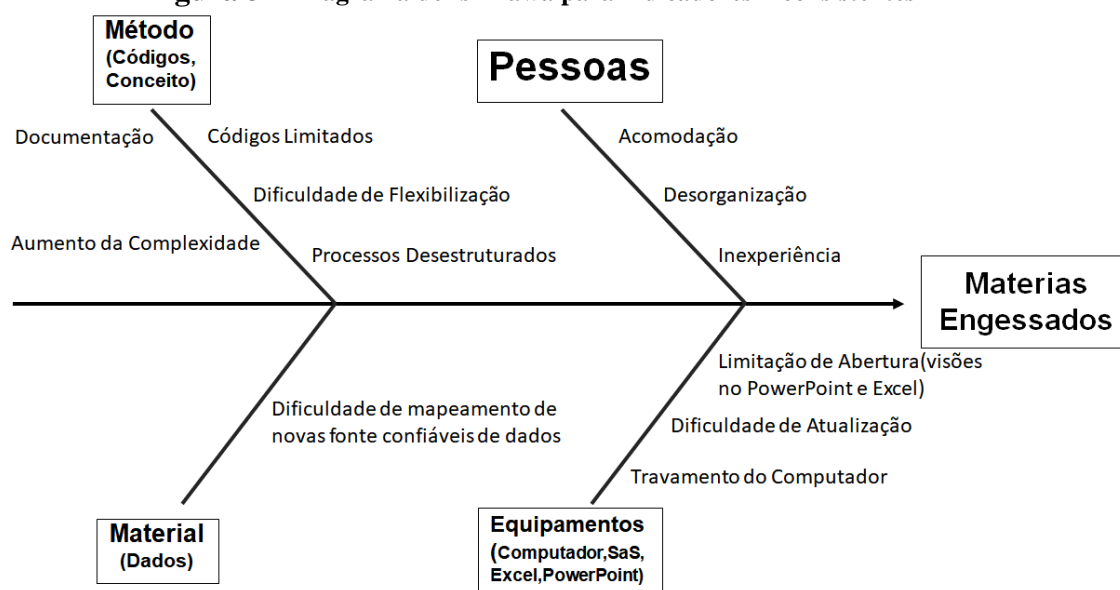 Método
(Códigos,
Conceito)
Pessoas
Documentação
Códigos Limitados
Acomodação
Dificuldade de Flexibilização
Desorganização
Aumento da Complexidade
Processos Desestruturados
Inexperiência
Materias
Engessados
Limitação de Abertura(visões
no PowerPoint e Excel)
Dificuldade de mapeamento de
novas fonte confiáveis de dados
Dificuldade de Atualização
Travamento do Computador
Material
(Dados)
Equipamentos
(Computador,SaS,
Excel,PowerPoint)